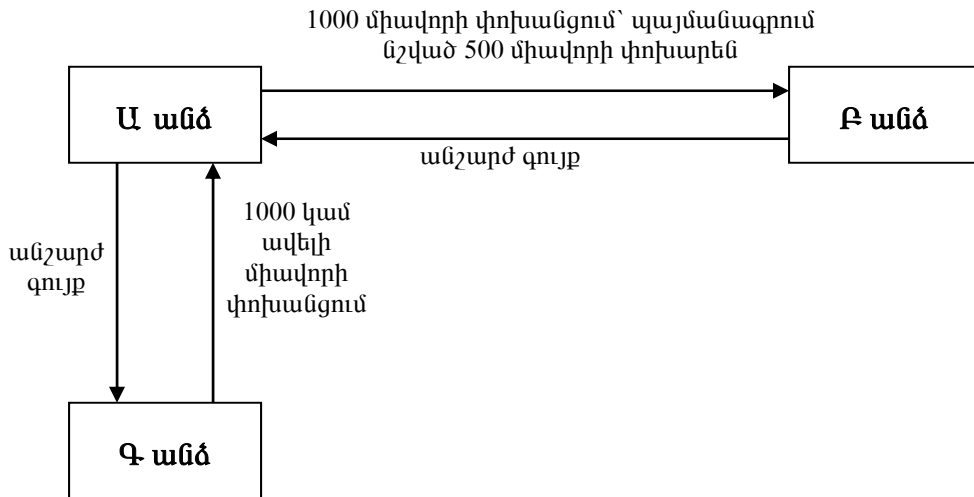 1000 միավորի փոխանցում՝ պայմանագրում
նշված 500 միավորի փոխարեն
Ա անձ
Բ անձ
անշարժ գույք
անշարժ
գույք
1000 կամ
ավելի
միավորի
փոխանցում
Գ անձ